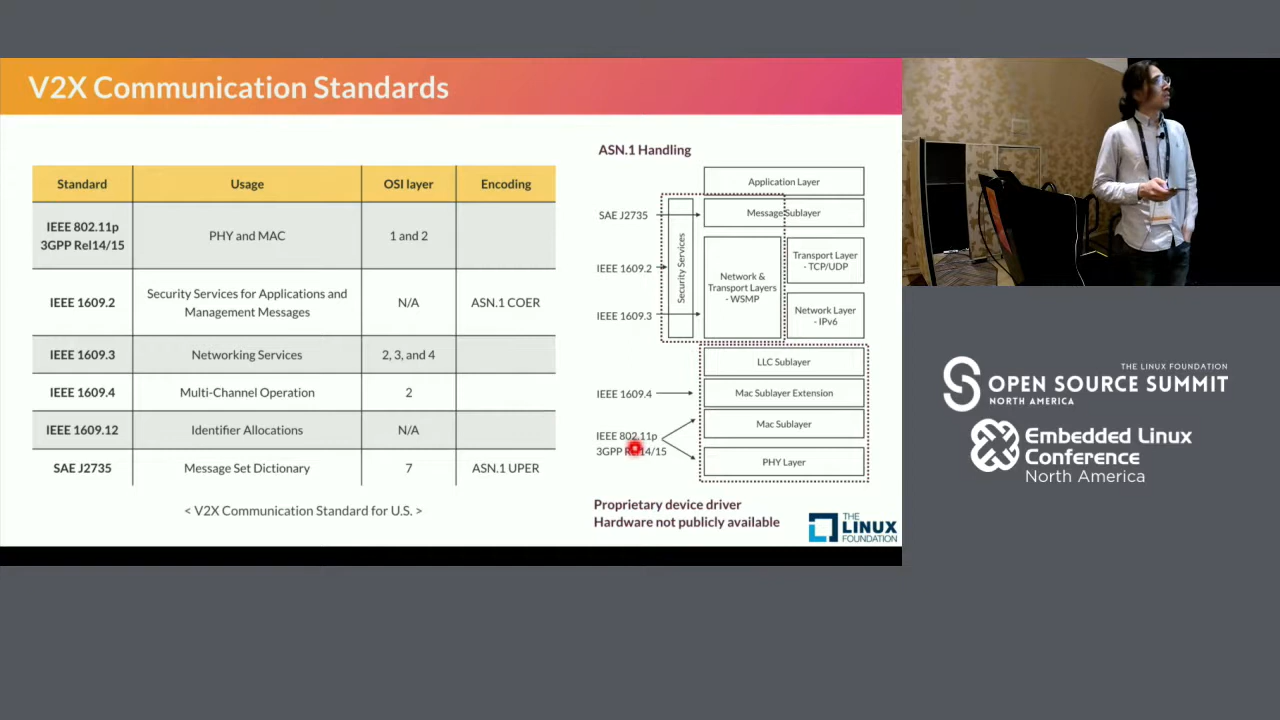 V2X Communication Standards
Standard Usage OSI layer Encoding
IEEE 802.11p
3GPP Rel14/15
PHY and MAC
1 and 2
IEEE 1609.2
Security Services for Applications and
Management Messages
N/A
ASN.1 COER
IEEE 1609.3 Networking Services 2, 3, and 4
IEEE 1609.4 Multi-Channel Operation 2
IEEE 1609.12 Identifier Allocations N/A
SAE J2735 Message Set Dictionary 7 ASN.1 UPER
< V2X Communication Standard for U.S. >
ASN.1 Handling
Application Layer
SAE J2735
Message Sublayer
Security Services
IEEE 1609.2
Network &
Transport Layers
- WSMP
Transport Layer
- TCP/UDP
IEEE 1609.3
Network Layer
- IPv6
LLC Sublayer
IEEE 1609.4
Mac Sublayer Extension
IEEE 802.11p
3GPP Rel14/15
Mac Sublayer
PHY Layer
Proprietary device driver
Hardware not publicly available
THE
LINUX
FOUNDATION
THE LINUX FOUNDATION
OPEN SOURCE SUMMIT
NORTH AMERICA
Embedded Linux
Conference
North America